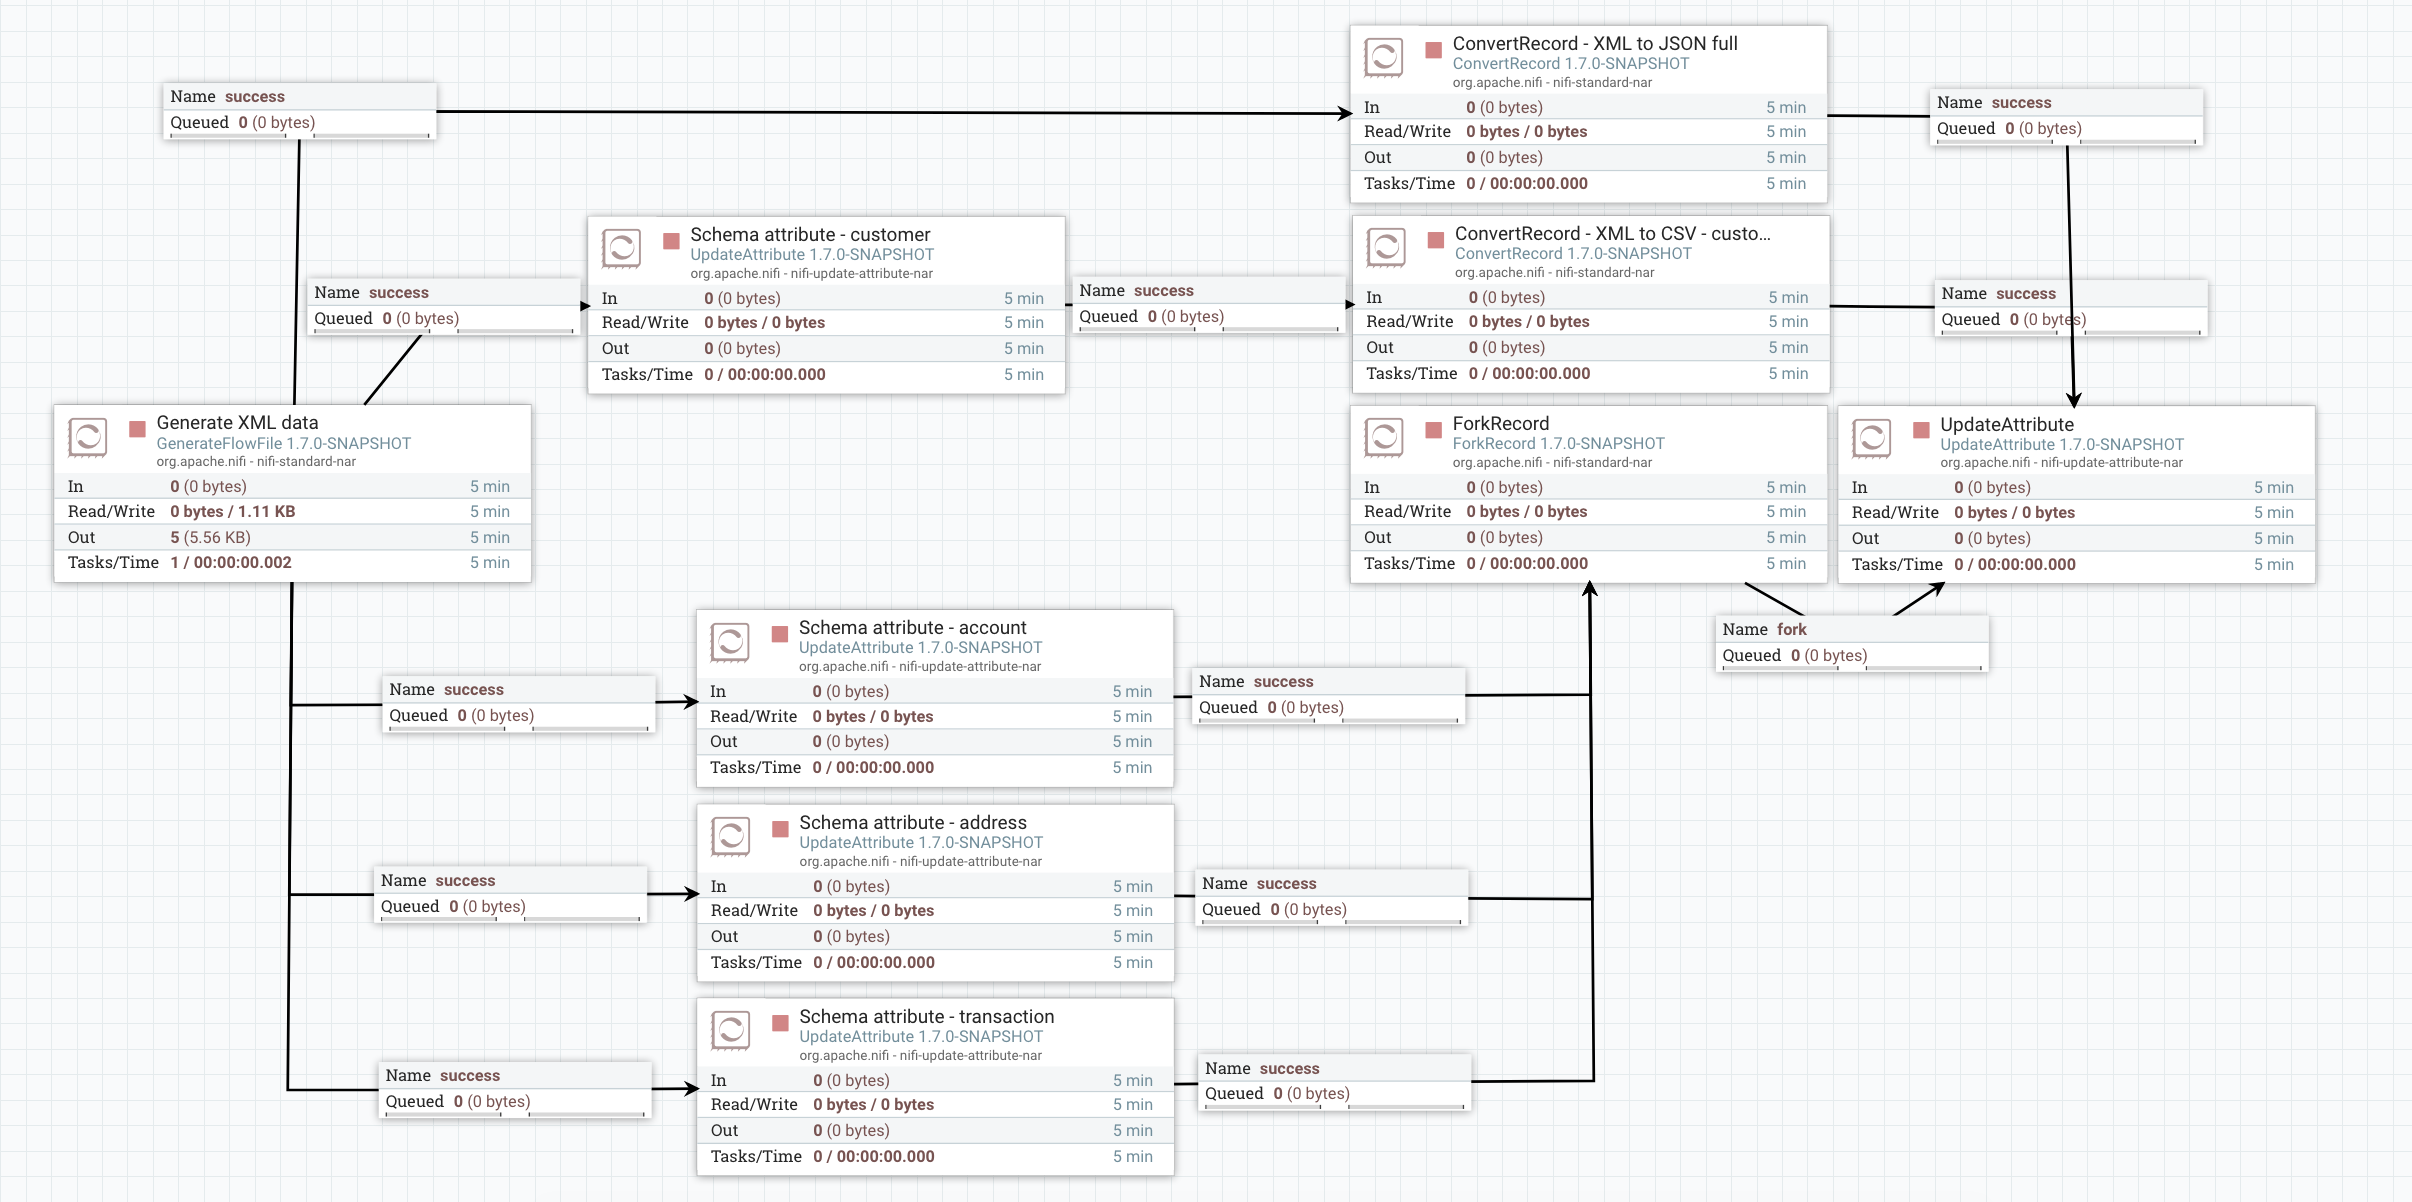 ConvertRecord - XML to JSON full
ConvertRecord 1.7.0-SNAPSHOT
org.apache.nifi - nifi-standard-nar
In 0 (0 bytes) 5 min
Read/Write 0 bytes / 0 bytes 5 min
Out 0 (0 bytes) 5 min
Tasks/Time 0 / 00:00:00.000 5 min
Name success
Queued 0 (0 bytes)
Name success
Queued 0 (0 bytes)
Schema attribute - customer
UpdateAttribute 1.7.0-SNAPSHOT
org.apache.nifi - nifi-update-attribute-nar
In 0 (0 bytes) 5 min
Read/Write 0 bytes / 0 bytes 5 min
Out 0 (0 bytes) 5 min
Tasks/Time 0 / 00:00:00.000 5 min
ConvertRecord - XML to CSV - custo...
ConvertRecord 1.7.0-SNAPSHOT
org.apache.nifi - nifi-standard-nar
In 0 (0 bytes) 5 min
Read/Write 0 bytes / 0 bytes 5 min
Out 0 (0 bytes) 5 min
Tasks/Time 0 / 00:00:00.000 5 min
Name success
Queued 0 (0 bytes)
Name success
Queued 0 (0 bytes)
Name success
Queued 0 (0 bytes)
Generate XML data
GenerateFlowFile 1.7.0-SNAPSHOT
org.apache.nifi - nifi-standard-nar
In 0 (0 bytes) 5 min
Read/Write 0 bytes / 1.11 KB 5 min
Out 5 (5.56 KB) 5 min
Tasks/Time 1 / 00:00:00.002 5 min
ForkRecord
ForkRecord 1.7.0-SNAPSHOT
org.apache.nifi - nifi-standard-nar
In 0 (0 bytes) 5 min
Read/Write 0 bytes / 0 bytes 5 min
Out 0 (0 bytes) 5 min
Tasks/Time 0 / 00:00:00.000 5 min
UpdateAttribute
UpdateAttribute 1.7.0-SNAPSHOT
org.apache.nifi - nifi-update-attribute-nar
In 0 (0 bytes) 5 min
Read/Write 0 bytes / 0 bytes 5 min
Out 0 (0 bytes) 5 min
Tasks/Time 0 / 00:00:00.000 5 min
Name fork
Queued 0 (0 bytes)
Schema attribute - account
UpdateAttribute 1.7.0-SNAPSHOT
org.apache.nifi - nifi-update-attribute-nar
In 0 (0 bytes) 5 min
Read/Write 0 bytes / 0 bytes 5 min
Out 0 (0 bytes) 5 min
Tasks/Time 0 / 00:00:00.000 5 min
Name success
Queued 0 (0 bytes)
Name success
Queued 0 (0 bytes)
Schema attribute - address
UpdateAttribute 1.7.0-SNAPSHOT
org.apache.nifi - nifi-update-attribute-nar
In 0 (0 bytes) 5 min
Read/Write 0 bytes / 0 bytes 5 min
Out 0 (0 bytes) 5 min
Tasks/Time 0 / 00:00:00.000 5 min
Name success
Queued 0 (0 bytes)
Name success
Queued 0 (0 bytes)
Schema attribute - transaction
UpdateAttribute 1.7.0-SNAPSHOT
org.apache.nifi - nifi-update-attribute-nar
In 0 (0 bytes) 5 min
Read/Write 0 bytes / 0 bytes 5 min
Out 0 (0 bytes) 5 min
Tasks/Time 0 / 00:00:00.000 5 min
Name success
Queued 0 (0 bytes)
Name success
Queued 0 (0 bytes)